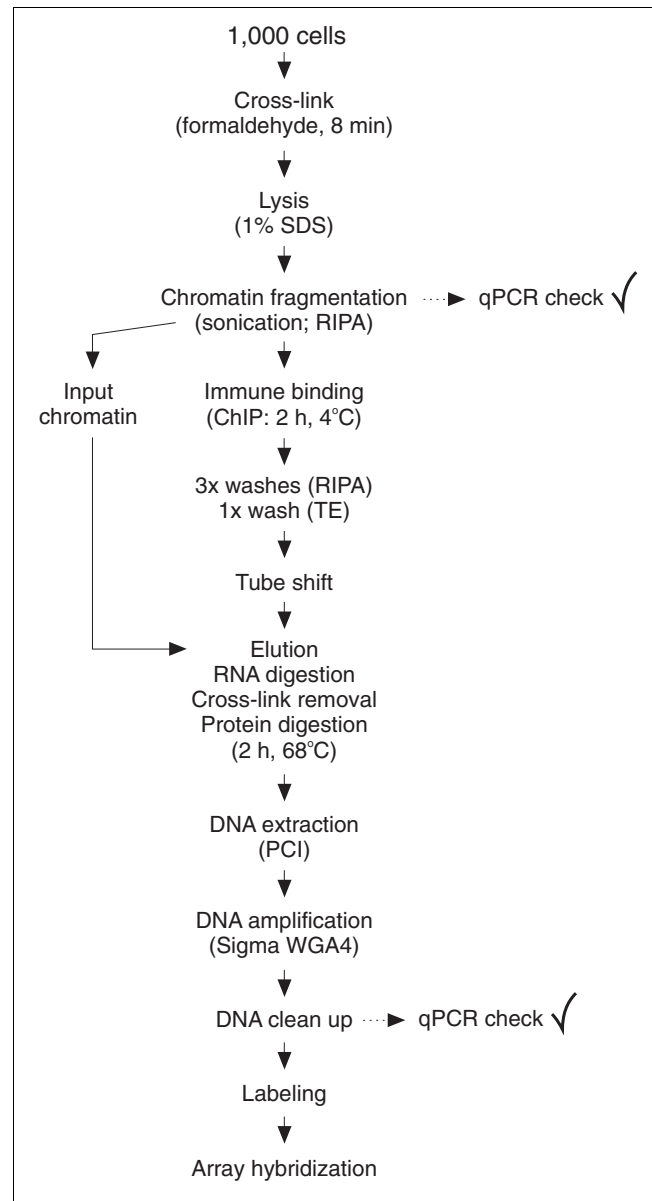 1,000 cells
Cross-link
(formaldehyde, 8 min)
Lysis
(1% SDS)
Chromatin fragmentation
(sonication; RIPA)
qPCR check
Input
chromatin
Immune binding
(ChIP: 2 h, 4°C)
3x washes (RIPA)
1x wash (TE)
Tube shift
Elution
RNA digestion
Cross-link removal
Protein digestion
(2 h, 68°C)
DNA extraction
(PCI)
DNA amplification
(Sigma WGA4)
DNA clean up
qPCR check
Labeling
Array hybridization